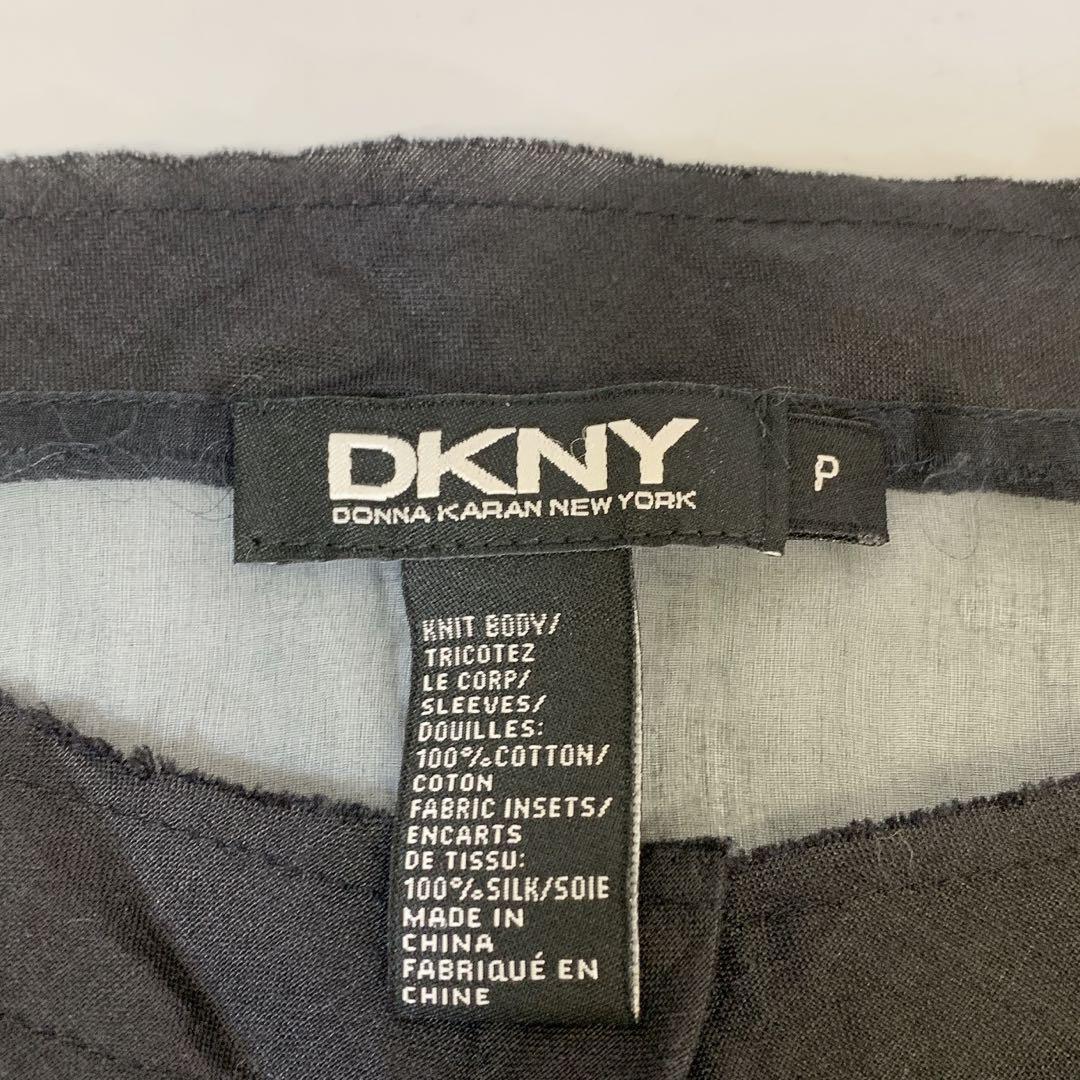 DKNY
DONNA KARAN NEW YORK
P
KNIT BODY/
TRICOTEZ
LE CORP/
SLEEVES/
DOUILLES:
100%COTTON/
COTON
FABRIC INSETS/
ENCARTS
DE TISSU:
100%SILK/SOIE
MADE IN
CHINA
FABRIQUÉ EN
CHINE